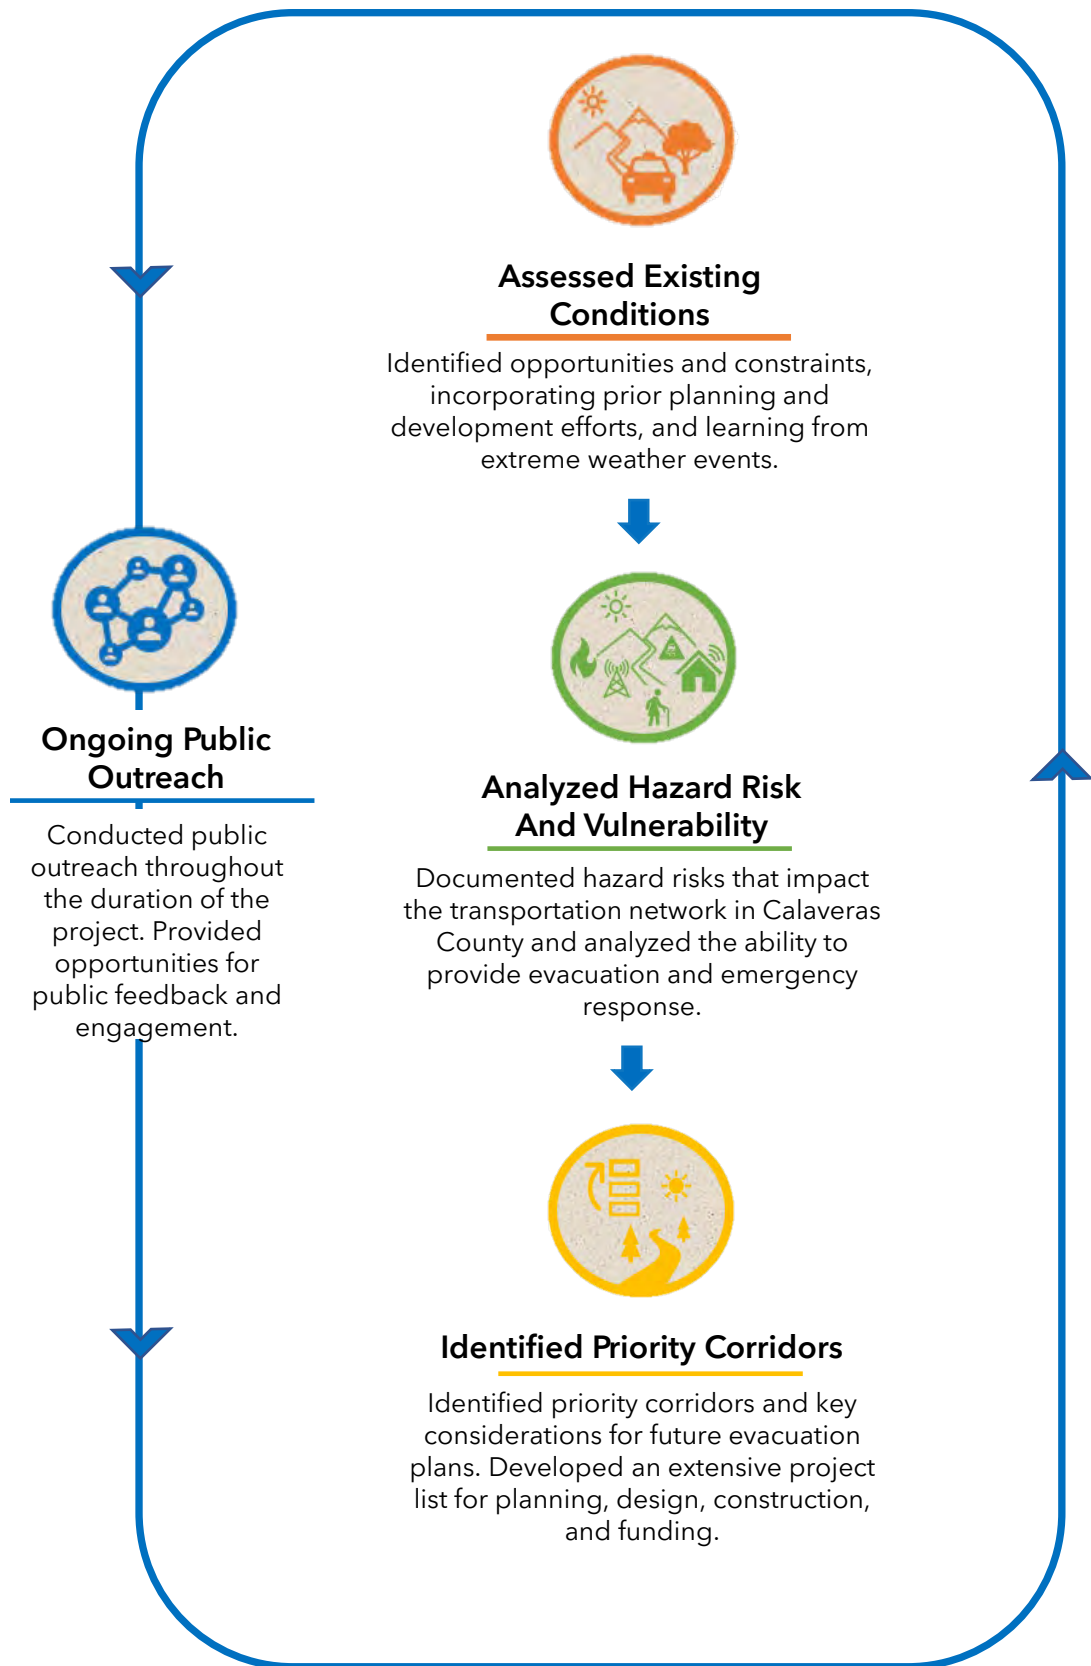 Assessed Existing
Conditions
Identified opportunities and constraints,
incorporating prior planning and
development efforts, and learning from
extreme weather events.
Ongoing Public
Outreach
Conducted public
outreach throughout
the duration of the
project. Provided
opportunities for
public feedback and
engagement.
Analyzed Hazard Risk
And Vulnerability
Documented hazard risks that impact
the transportation network in Calaveras
County and analyzed the ability to
provide evacuation and emergency
response.
Identified Priority Corridors
Identified priority corridors and key
considerations for future evacuation
plans. Developed an extensive project
list for planning, design, construction,
and funding.